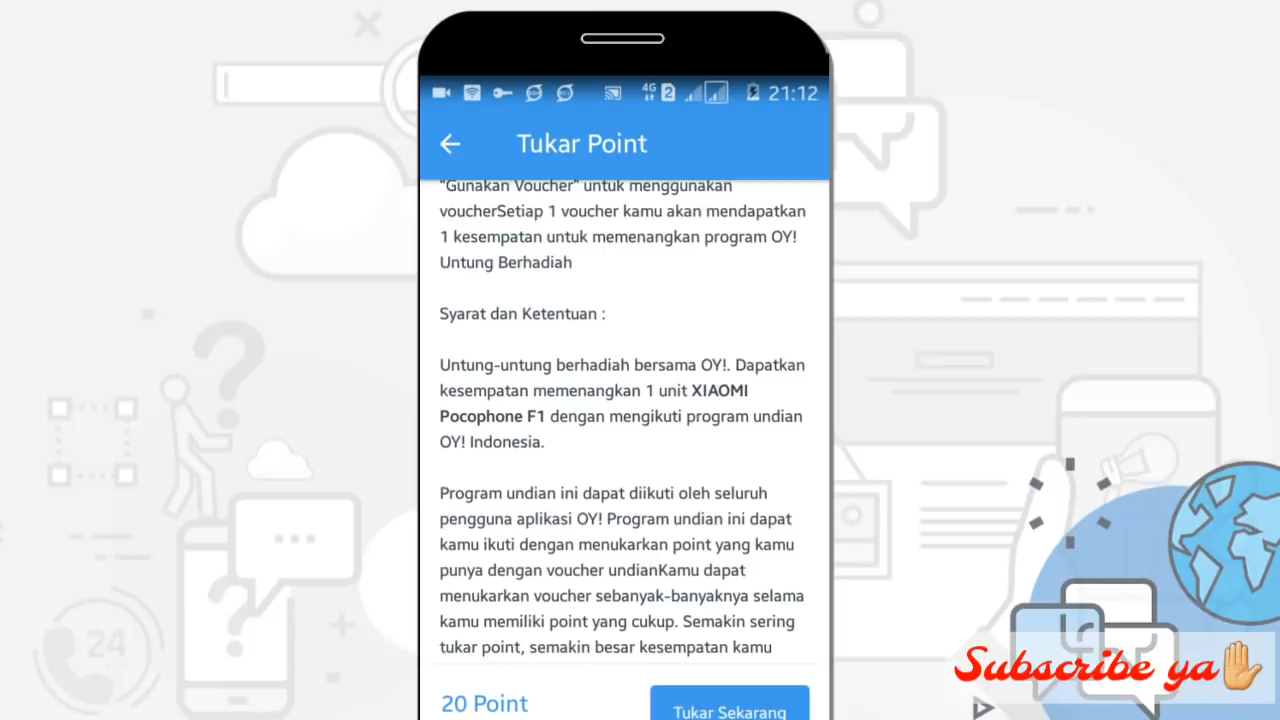 4G
2
21:12
Tukar Point
"Gunakan Voucher" untuk menggunakan
voucherSetiap 1 voucher kamu akan mendapatkan
1 kesempatan untuk memenangkan program OY!
Untung Berhadiah
Syarat dan Ketentuan :
Untung-untung berhadiah bersama OY!. Dapatkan
kesempatan memenangkan 1 unit XIAOMI
Pocophone F1 dengan mengikuti program undian
OY! Indonesia.
Program undian ini dapat diikuti oleh seluruh
pengguna aplikasi OY! Program undian ini dapat
kamu ikuti dengan menukarkan point yang kamu
punya dengan voucher undianKamu dapat
menukarkan voucher sebanyak-banyaknya selama
kamu memiliki point yang cukup. Semakin sering
tukar point, semakin besar kesempatan kamu
20 Point
Tukar Sekarang
24
Subscribe ya